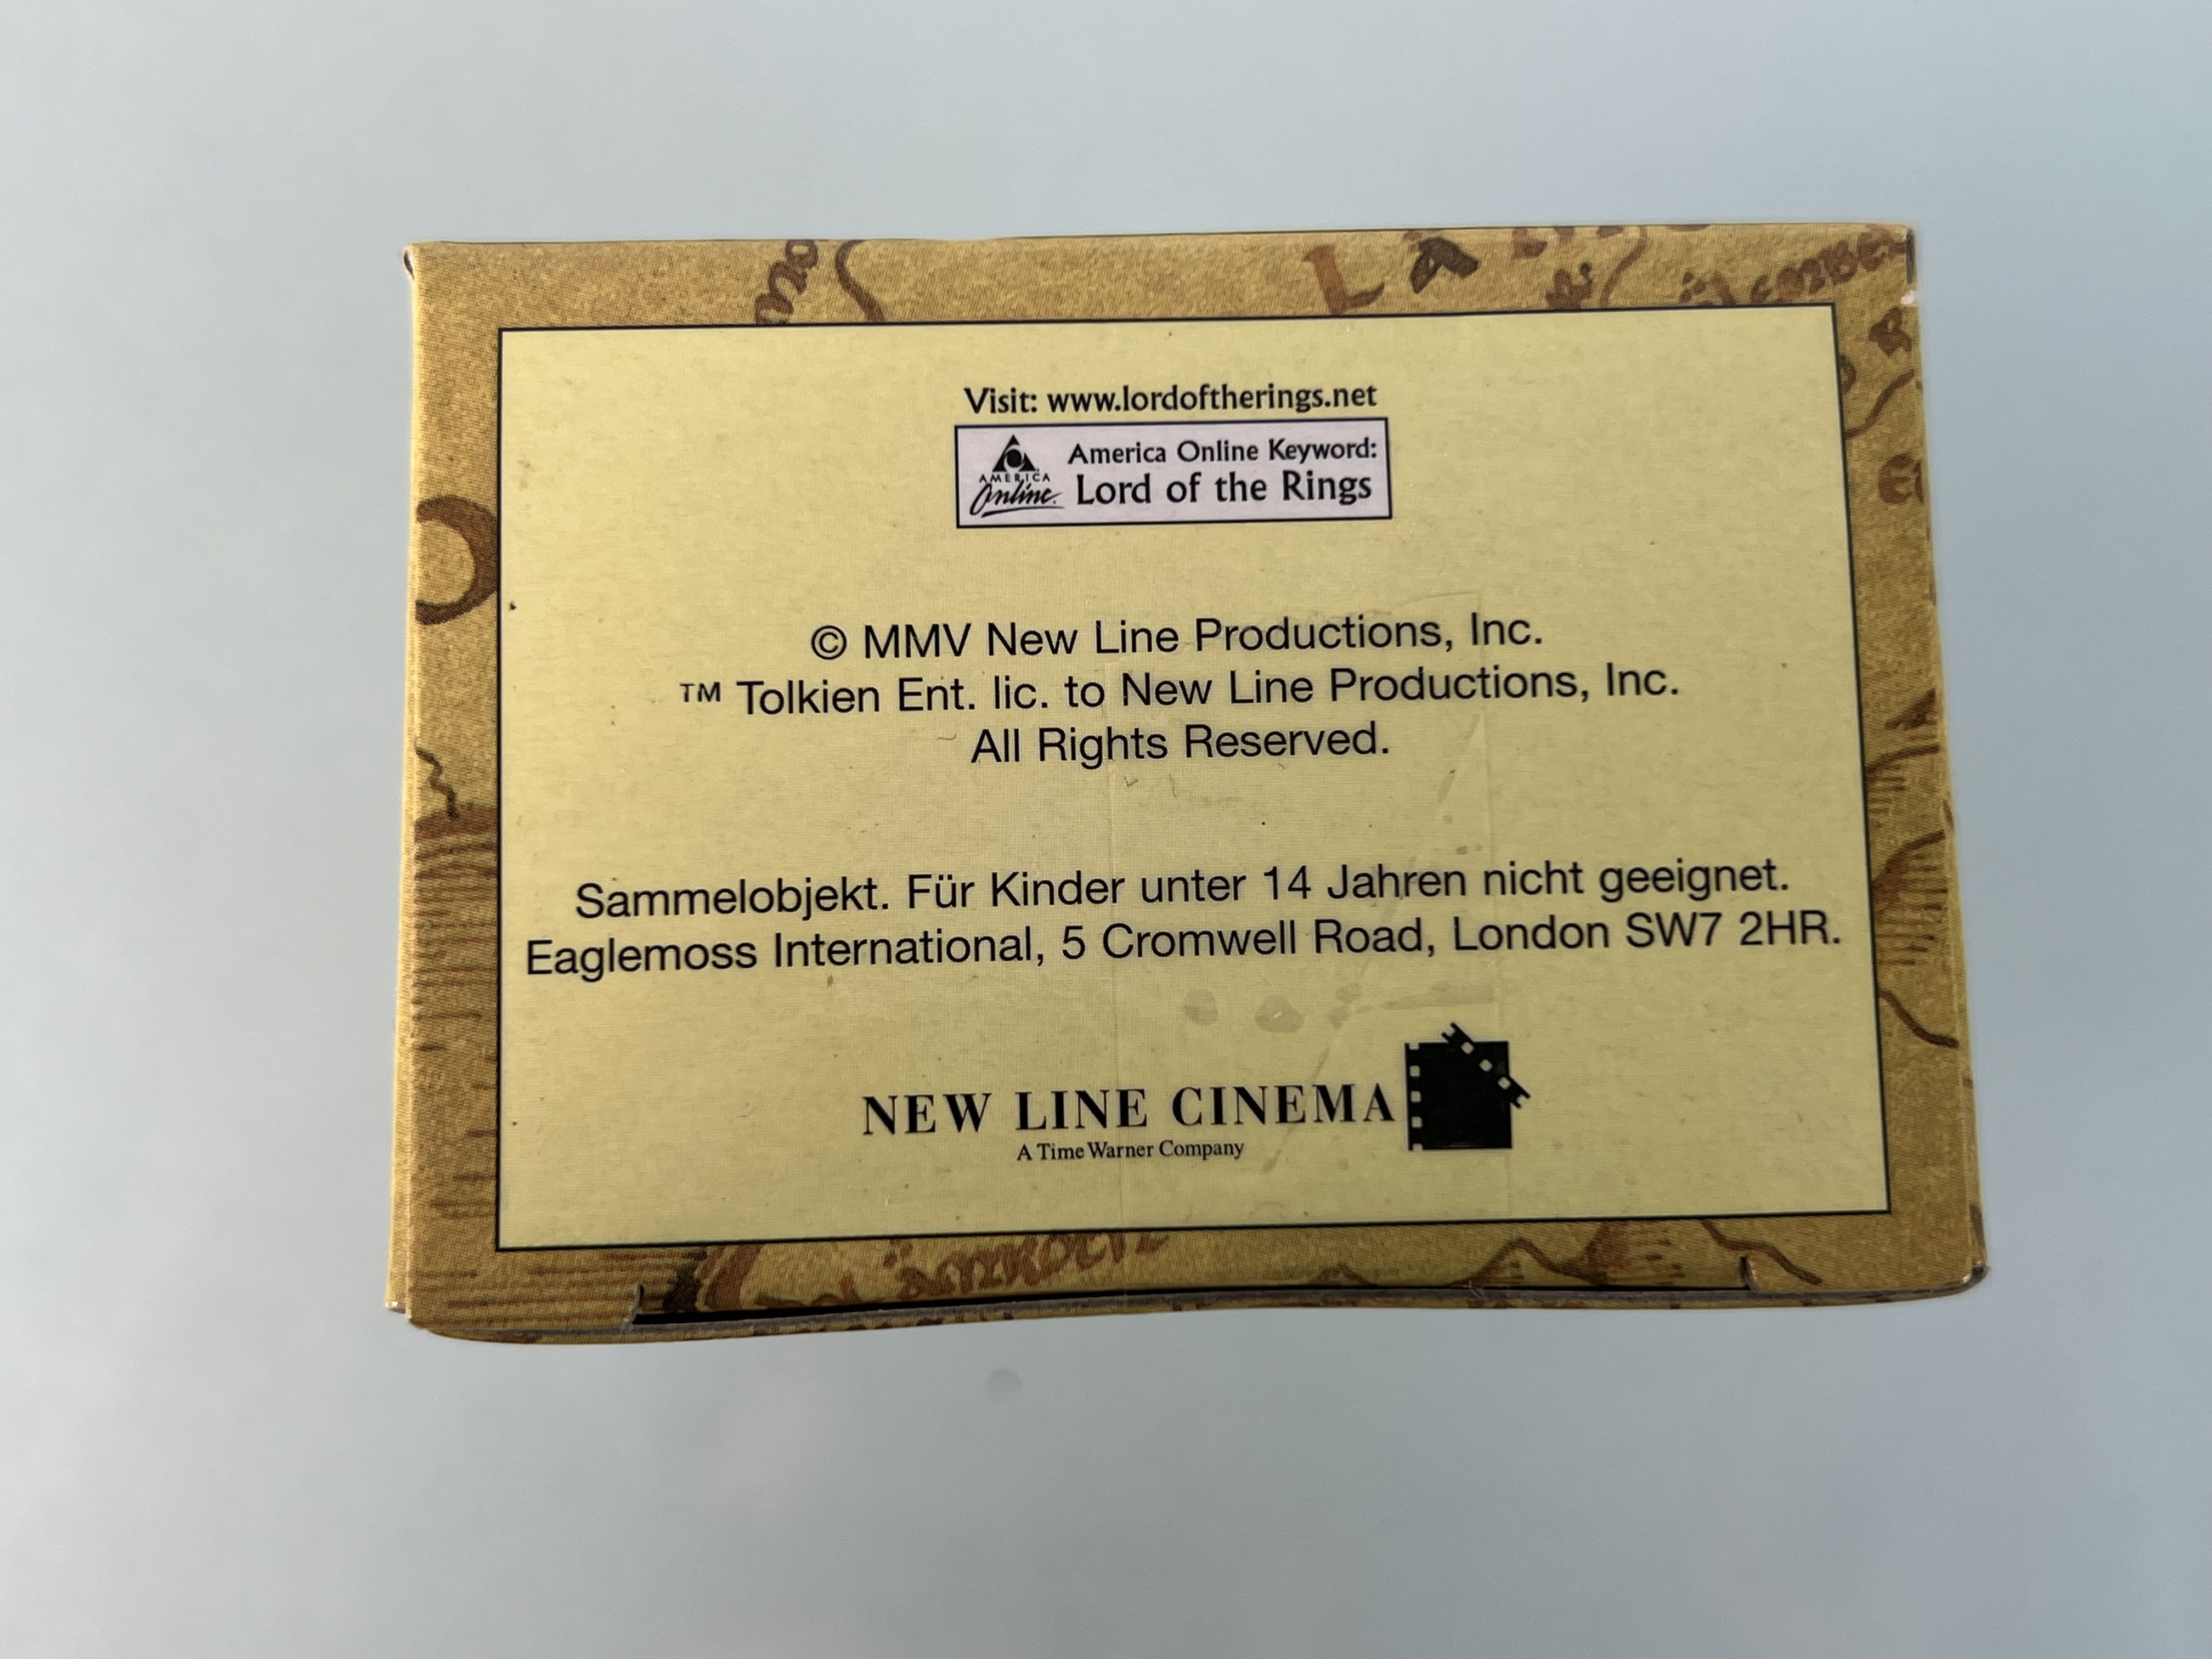 Visit: www.lordoftherings.net
America Online Keyword:
AMERICA
Online.
Lord of the Rings
© MMV New Line Productions, Inc.
™ Tolkien Ent. lic. to New Line Productions, Inc.
All Rights Reserved.
Sammelobjekt. Für Kinder unter 14 Jahren nicht geeignet.
Eaglemoss International, 5 Cromwell Road, London SW7 2HR.
NEW LINE CINEMA
A Time Warner Company